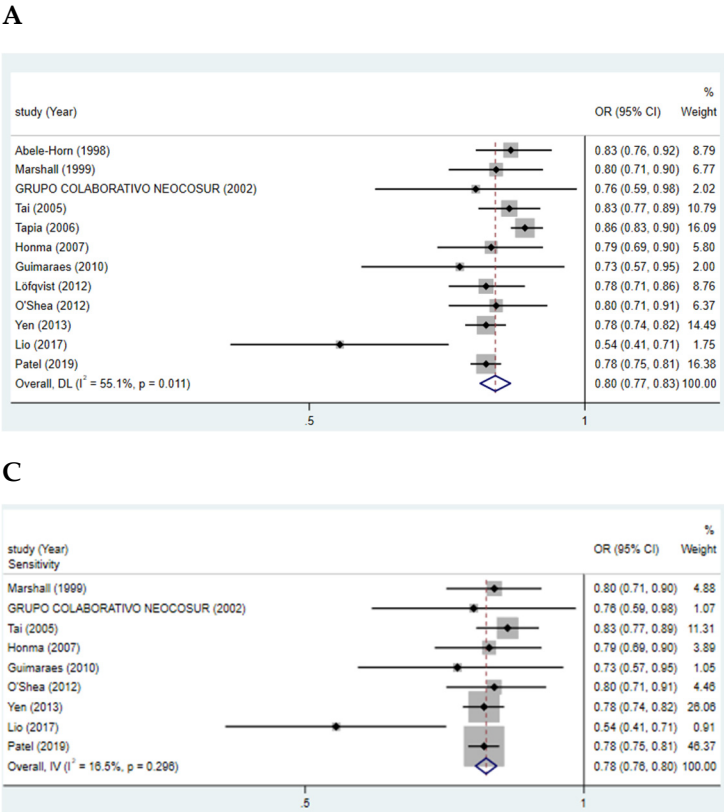 A
%
study (Year) OR (95% CI) Weight
Abele-Horn (1998) 0.83 (0.76, 0.92) 8.79
Marshall (1999) 0.80 (0.71, 0.90) 6.77
GRUPO COLABORATIVO NEOCOSUR (2002) 0.76 (0.59, 0.98) 2.02
Tai (2005) 0.83 (0.77, 0.89) 10.79
Tapia (2006) 0.86 (0.83, 0.90) 16.09
Honma (2007) 0.79 (0.69, 0.90) 5.80
Guimaraes (2010) 0.73 (0.57, 0.95) 2.00
Löfqvist (2012) 0.78 (0.71, 0.86) 8.76
O'Shea (2012) 0.80 (0.71, 0.91) 6.37
Yen (2013) 0.78 (0.74, 0.82) 14.49
Lio (2017) 0.54 (0.41, 0.71) 1.75
Patel (2019) 0.78 (0.75, 0.81) 16.38
Overall, DL (I² = 55.1%, p = 0.011) 0.80 (0.77, 0.83) 100.00
.5 1
C
%
study (Year) OR (95% CI) Weight
Sensitivity
Marshall (1999) 0.80 (0.71, 0.90) 4.88
GRUPO COLABORATIVO NEOCOSUR (2002) 0.76 (0.59, 0.98) 1.07
Tai (2005) 0.83 (0.77, 0.89) 11.31
Honma (2007) 0.79 (0.69, 0.90) 3.89
Guimaraes (2010) 0.73 (0.57, 0.95) 1.05
O'Shea (2012) 0.80 (0.71, 0.91) 4.46
Yen (2013) 0.78 (0.74, 0.82) 26.06
Lio (2017) 0.54 (0.41, 0.71) 0.91
Patel (2019) 0.78 (0.75, 0.81) 46.37
Overall, IV (I² = 16.5%, p = 0.296) 0.78 (0.76, 0.80) 100.00
.5 1